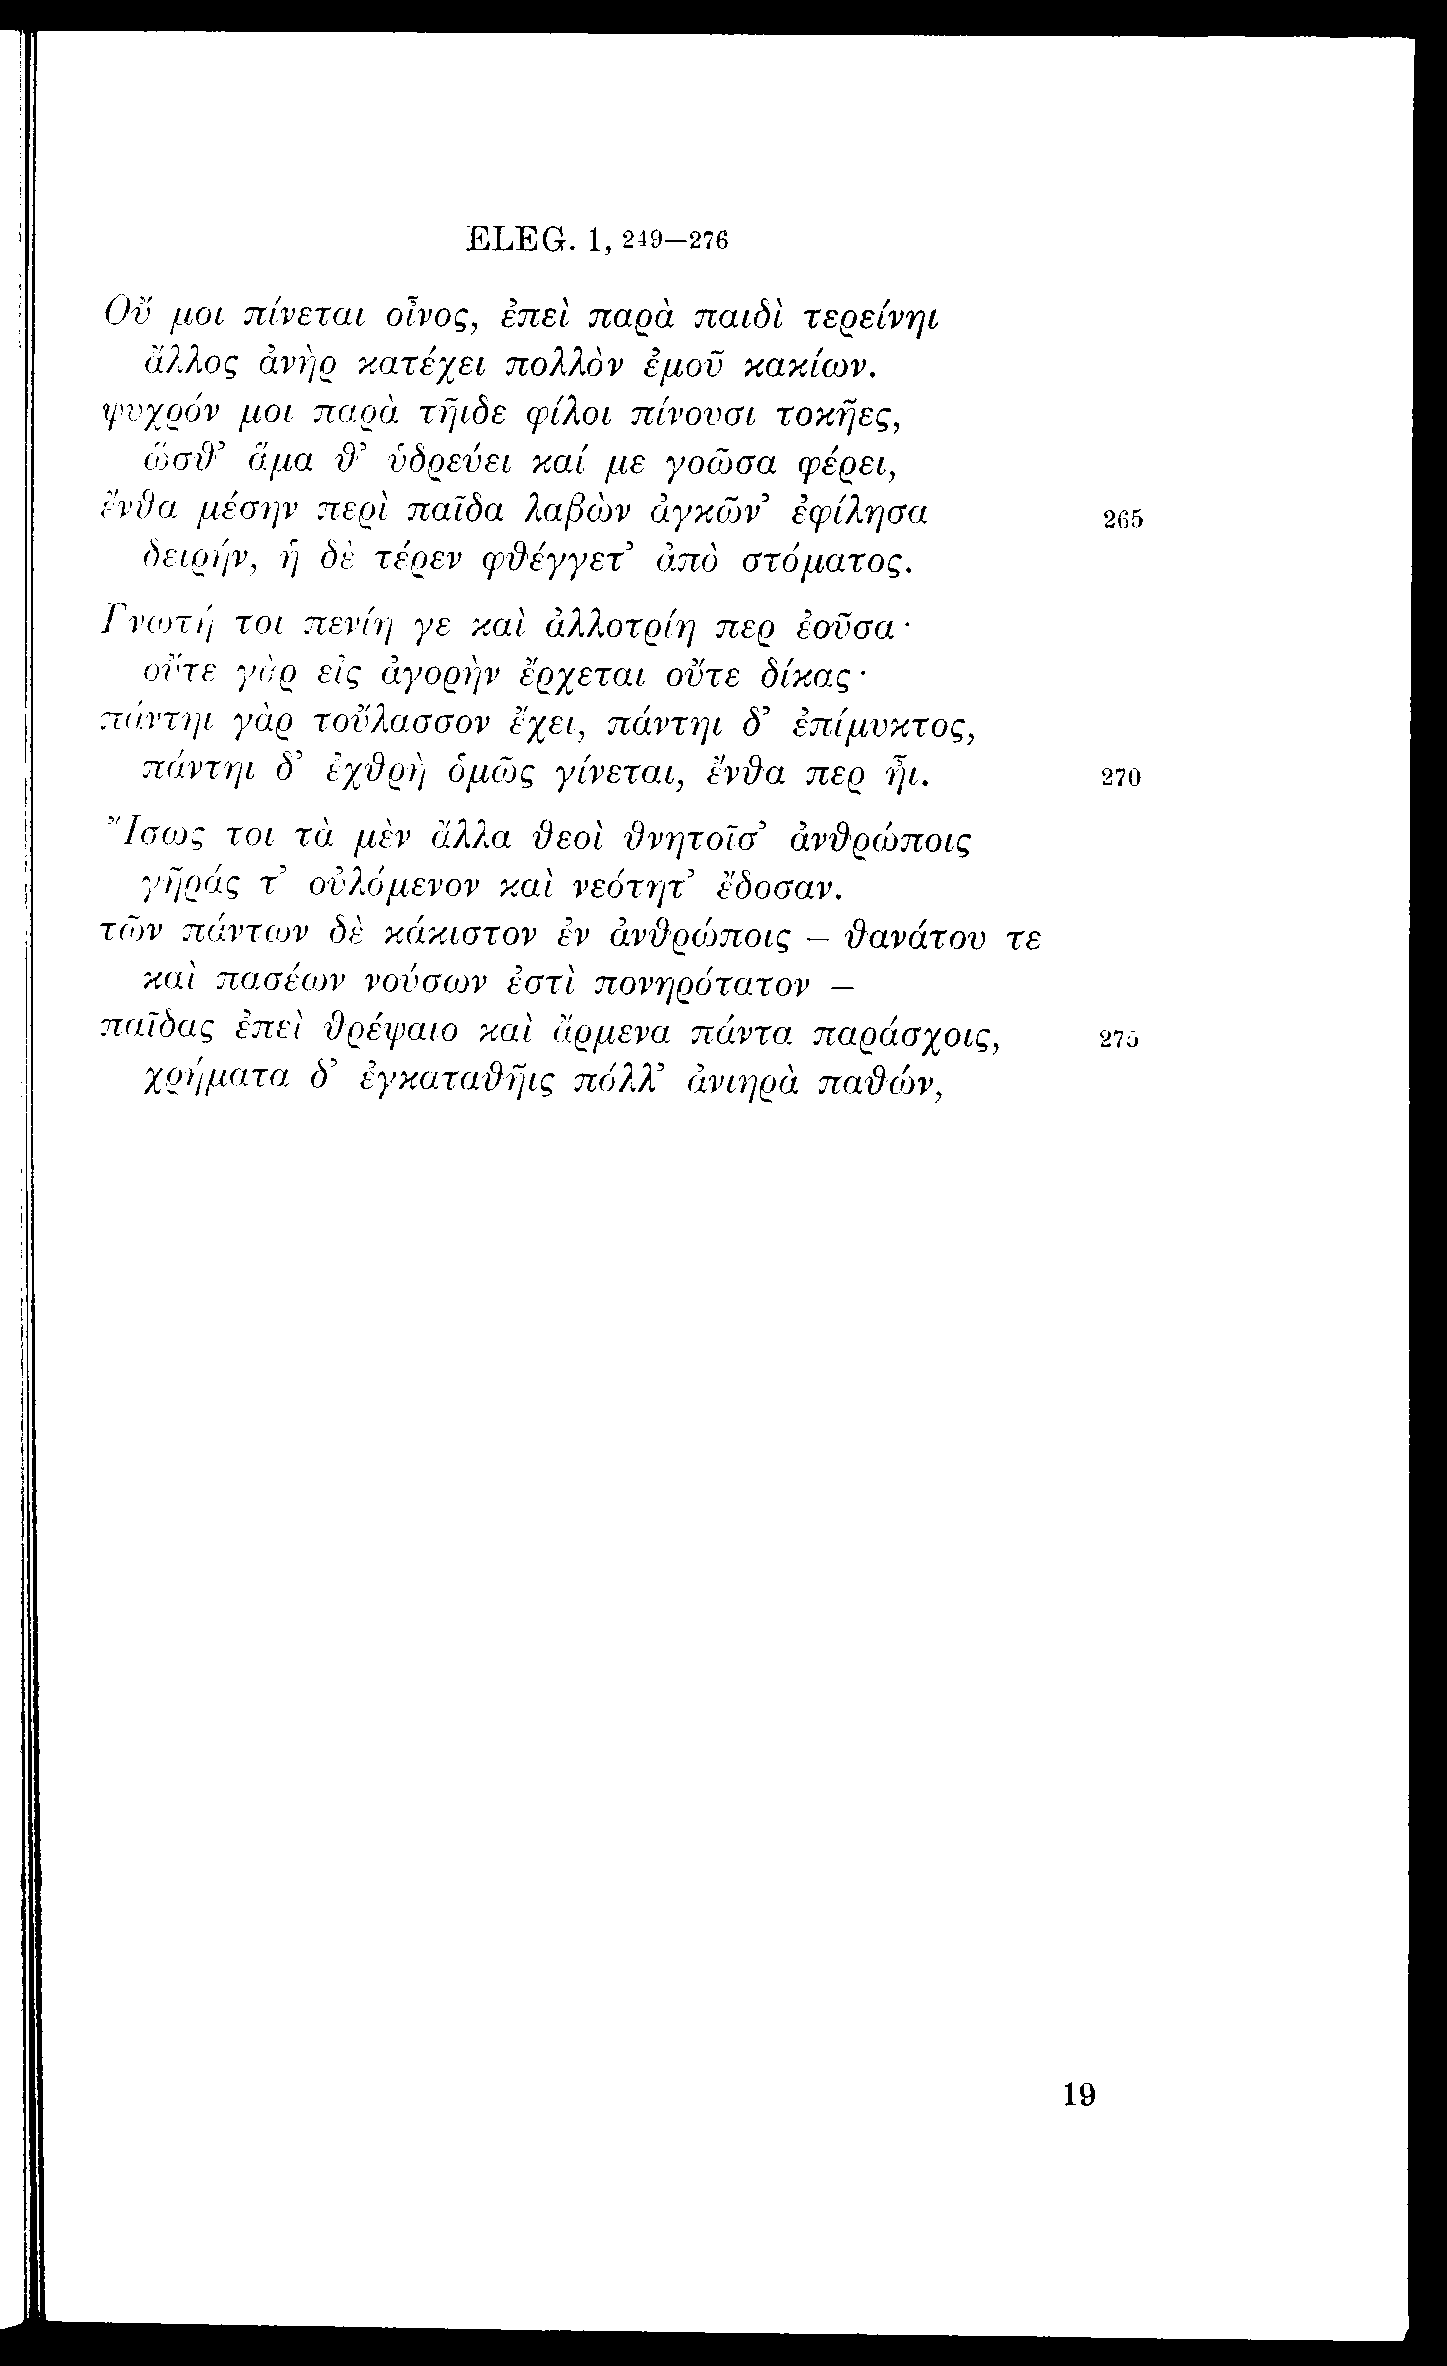 ELEG. 1, 249—276
Οὔ μοι πίνεται οἶνος, ἐπεὶ παρὰ παιδὶ τερείνηι
ἄλλος ἀνὴρ κατέχει πολλὸν ἐμοῦ κακίων.
ψυχρόν μοι παρὰ τῆιδε φίλοι πίνουσι τοκῆες,
ὥσθ’ ἅμα θ’ ὑδρεύει καί με γοῶσα φέρει,
ἔνθα μέσην περὶ παῖδα λαβὼν ἀγκῶν’ ἐφίλησα 265
δειρήν, ἡ δὲ τέρεν φθέγγετ’ ἀπὸ στόματος.
Γνωτή τοι πενίη γε καὶ ἀλλοτρίη περ ἐοῦσα·
οὔτε γὰρ εἰς ἀγορὴν ἔρχεται οὔτε δίκας·
πάντηι γὰρ τοὔλασσον ἔχει, πάντηι δ’ ἐπίμυκτος,
πάντηι δ’ ἐχθρὴ ὁμῶς γίνεται, ἔνθα περ ἦι. 270
Ἴσως τοι τὰ μὲν ἄλλα θεοὶ θνητοῖσ’ ἀνθρώποις
γῆράς τ’ οὐλόμενον καὶ νεότητ’ ἔδοσαν.
τῶν πάντων δὲ κάκιστον ἐν ἀνθρώποις – θανάτου τε
καὶ πασέων νούσων ἐστὶ πονηρότατον –
παῖδας ἐπεὶ θρέψαιο καὶ ἄρμενα πάντα παράσχοις, 275
χρήματα δ’ ἐγκαταθῆις πόλλ’ ἀνιηρὰ παθών,
19